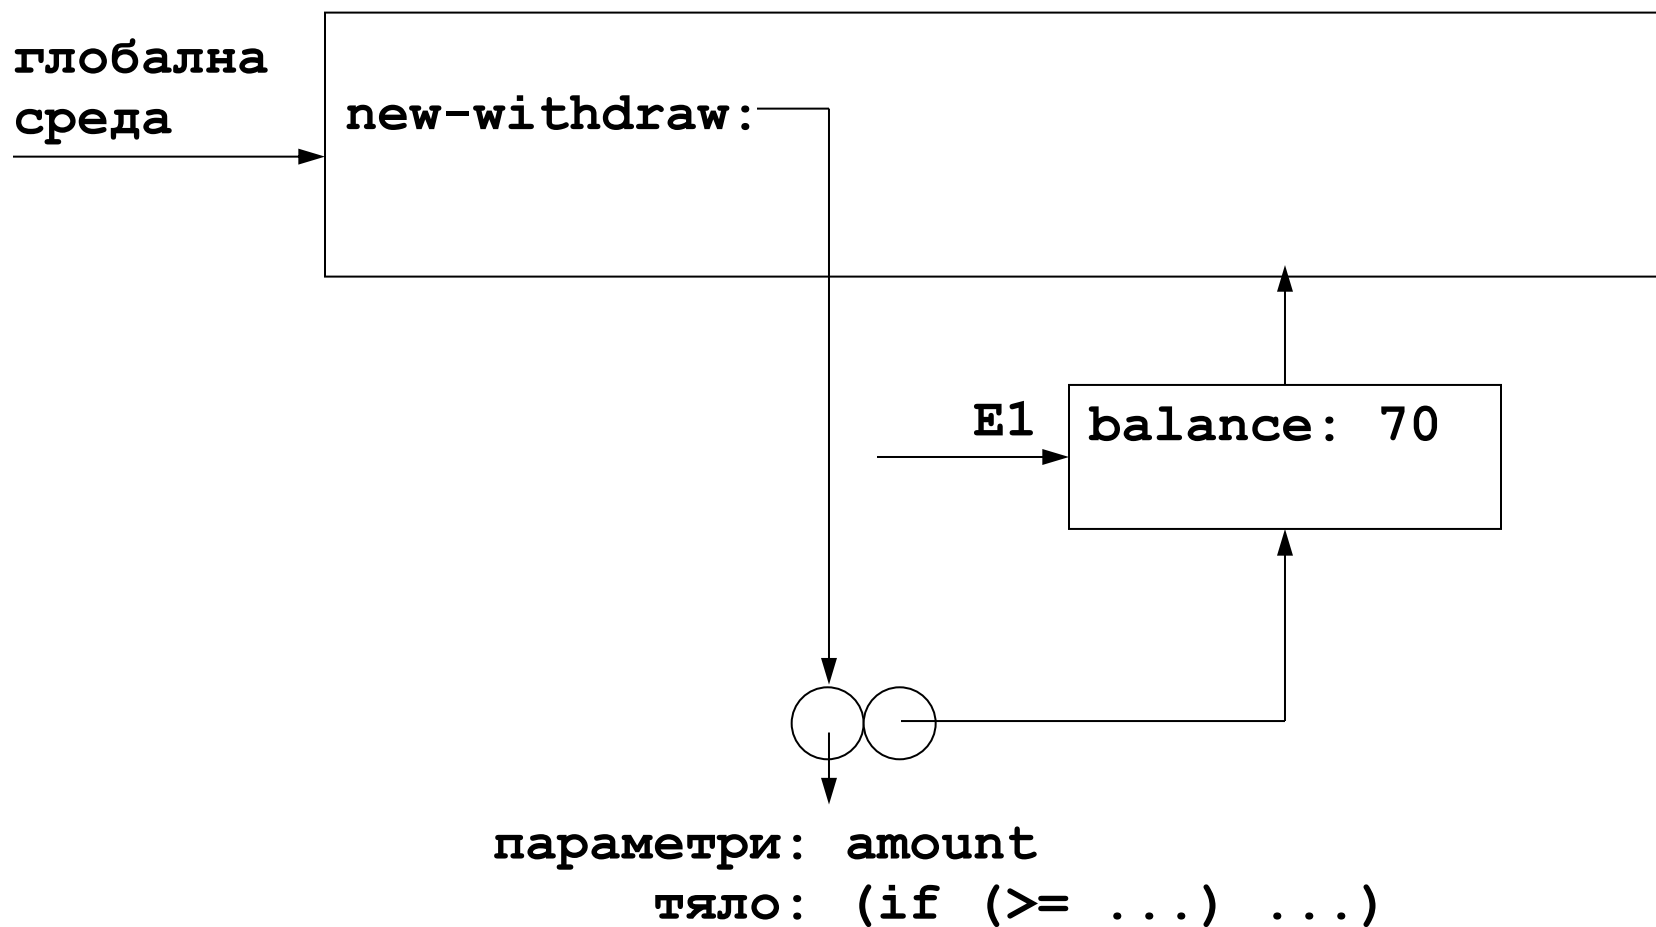 глобална
среда
new-withdraw:
E1
balance: 70
параметри: amount
тяло: (if (>= ...) ...)